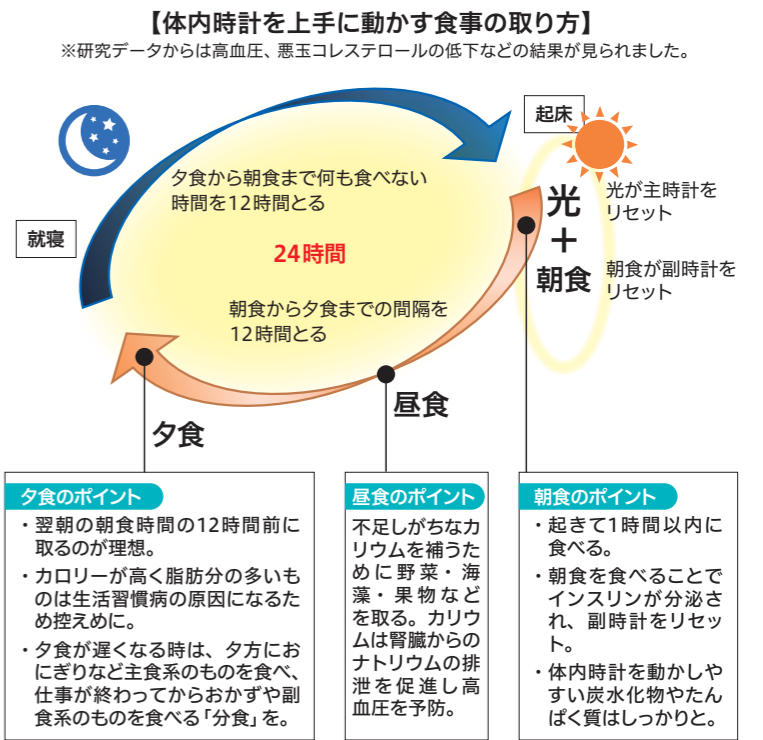 【体内時計を上手に動かす食事の取り方】
※研究データからは高血圧、悪玉コレステロールの低下などの結果が見られました。
起床
夕食から朝食まで何も食べない
時間を12時間とる
光
+
朝食
光が主時計を
リセット
就寝
24時間
朝食が副時計を
リセット
朝食から夕食までの間隔を
12時間とる
昼食
夕食
夕食のポイント
・翌朝の朝食時間の12時間前に
取るのが理想。
・カロリーが高く脂肪分の多いも
のは生活習慣病の原因になるため
控えめに。
・夕食が遅くなる時は、夕方にお
にぎりなど主食系のものを食べ、
仕事が終わってからおかずや副
食系のものを食べる「分食」を。
昼食のポイント
不足しがちなカ
リウムを補うた
めに野菜・海
藻・果物など
を取る。カリウ
ムは腎臓からの
ナトリウムの排
泄を促進し高
血圧を予防。
朝食のポイント
・起きて1時間以内に
食べる。
・朝食を食べることで
インスリンが分泌さ
れ、副時計をリセッ
ト。
・体内時計を動かしや
すい炭水化物やたん
ぱく質はしっかりと。